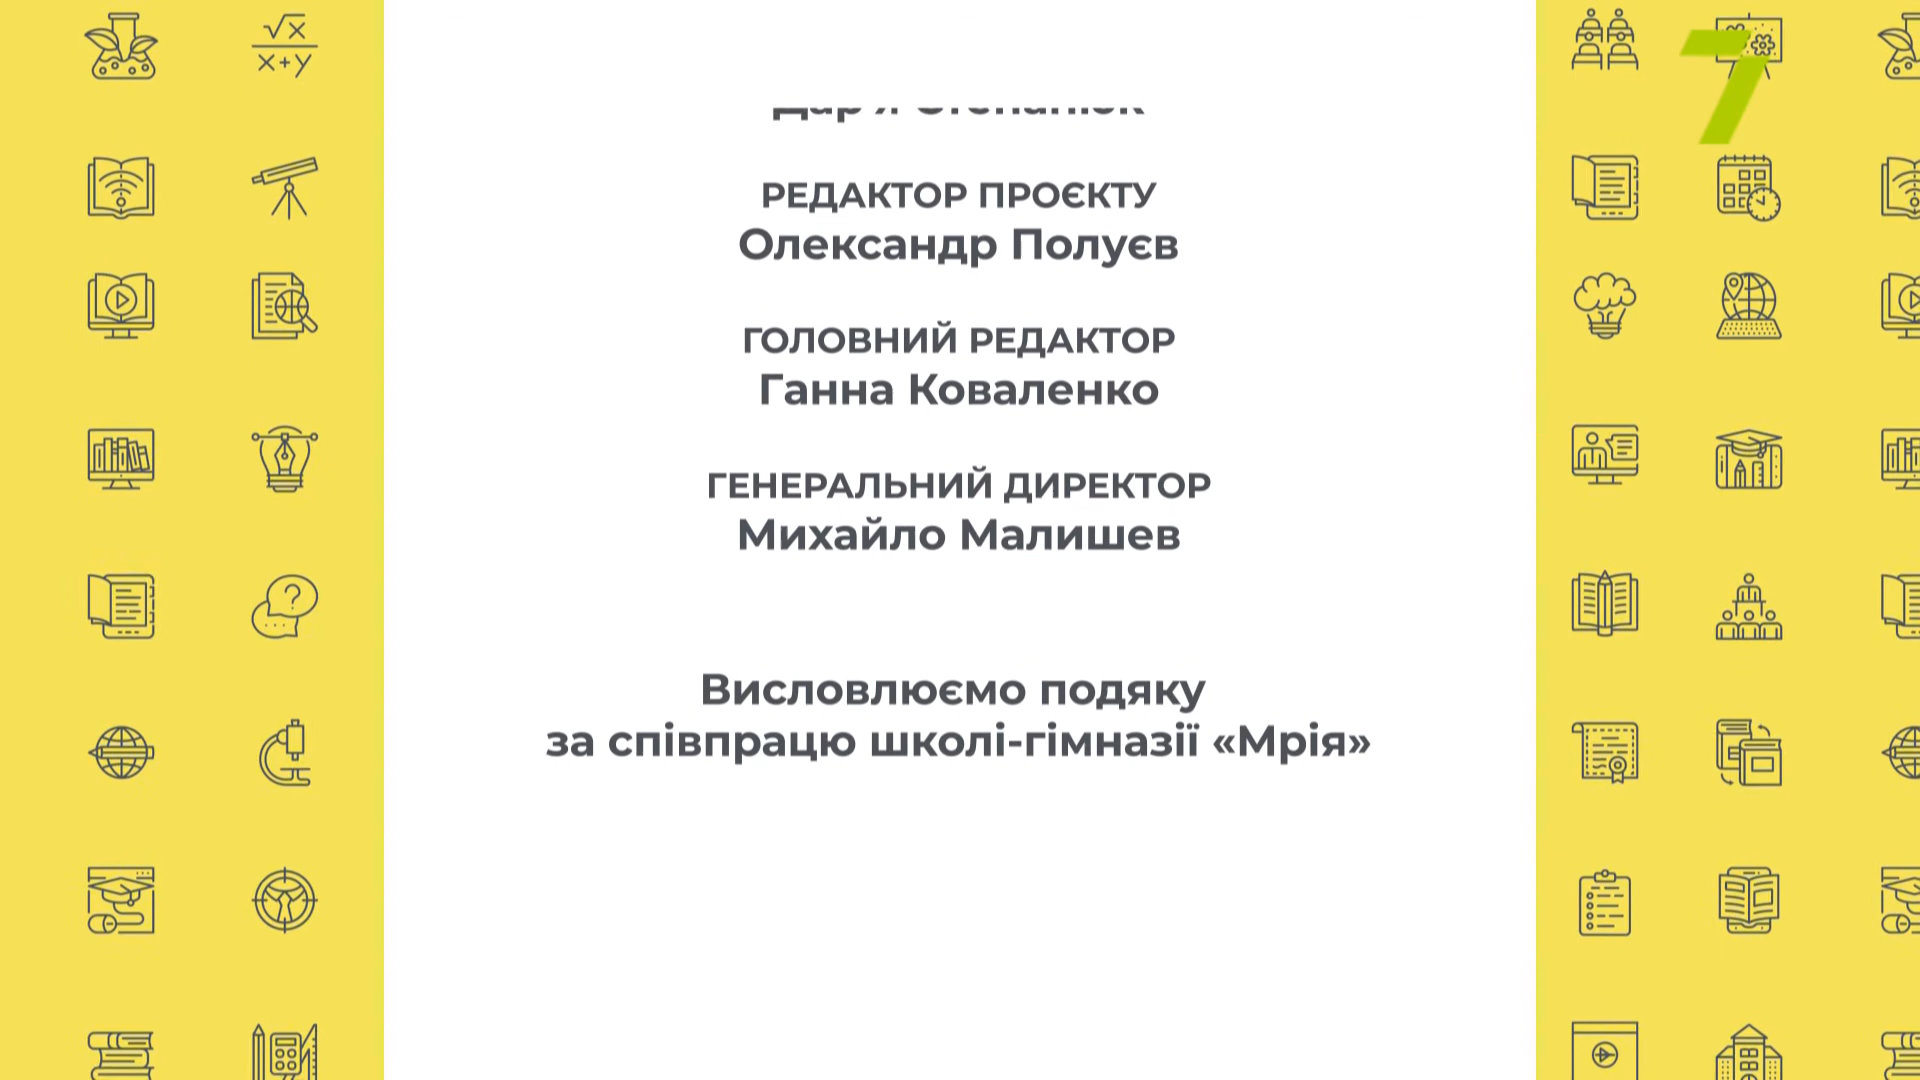 √x
x+y
7
РЕДАКТОР ПРОЄКТУ
Олександр Полуєв
ГОЛОВНИЙ РЕДАКТОР
Ганна Коваленко
ГЕНЕРАЛЬНИЙ ДИРЕКТОР
Михайло Малишев
Висловлюємо подяку
за співпрацю школі-гімназії «Мрія»